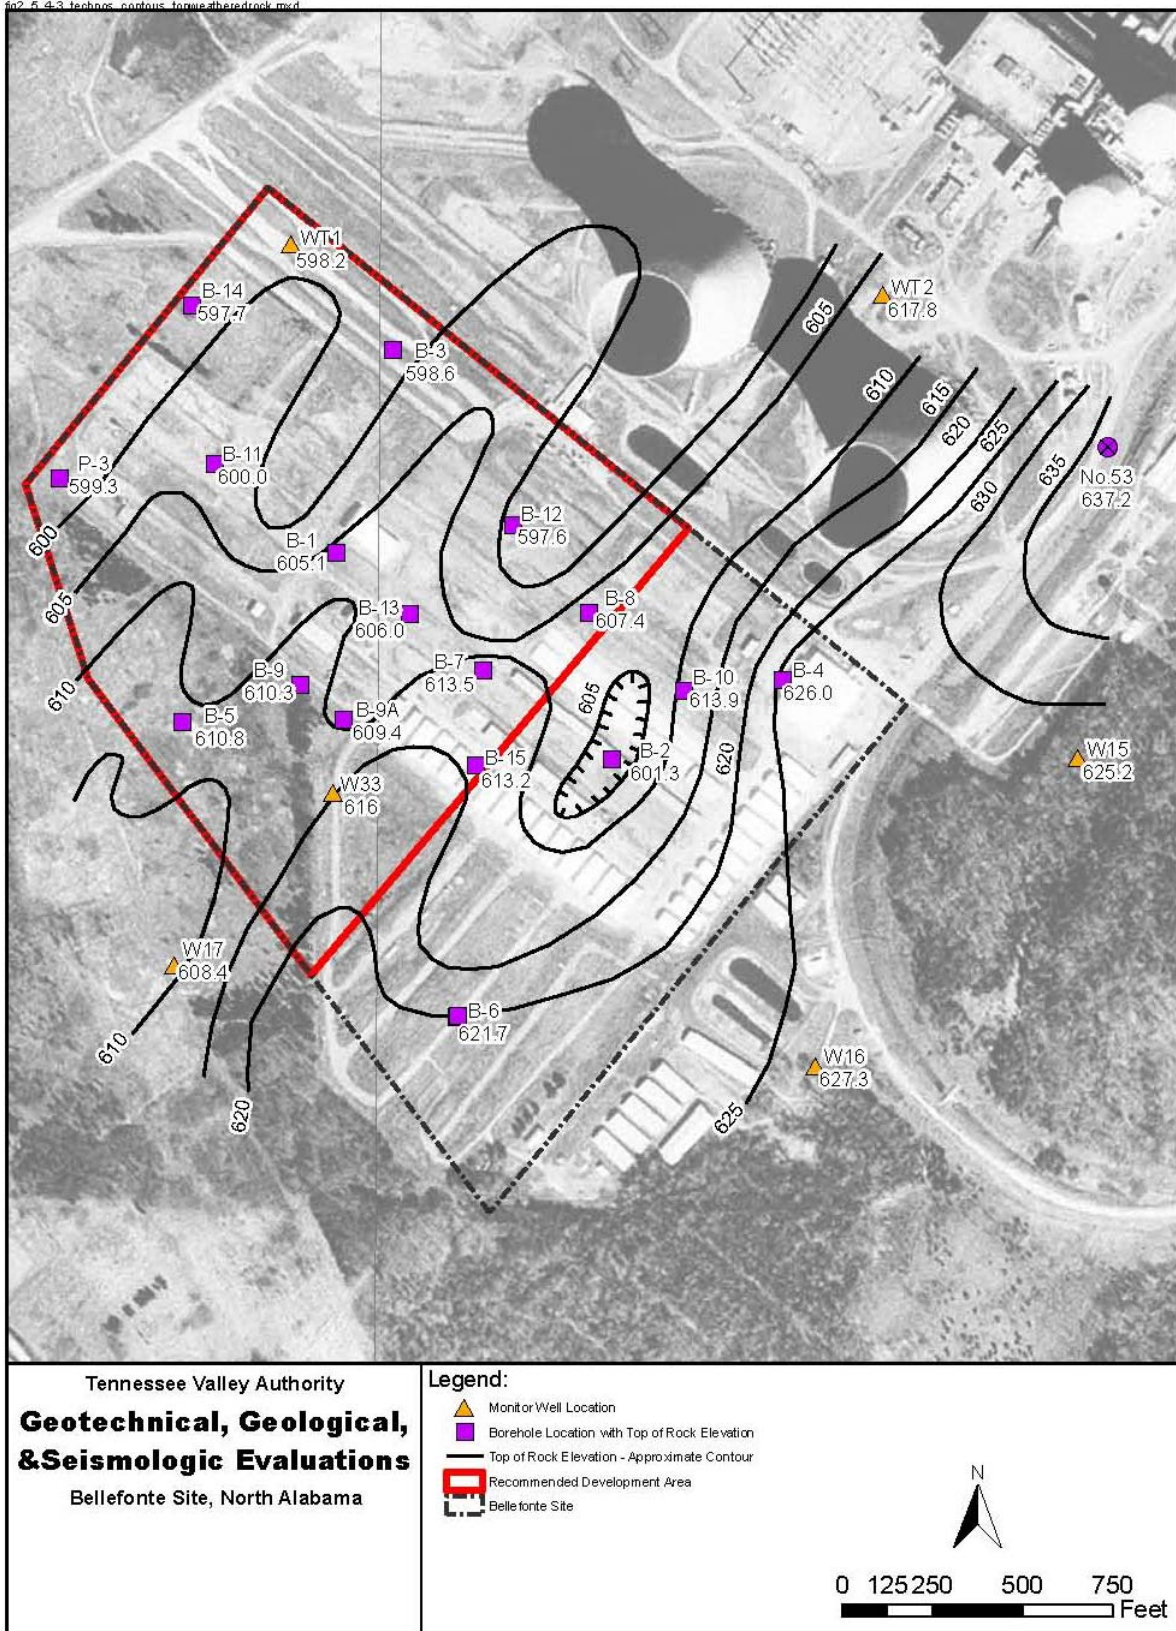 fig2_5_4-3_technos_contous_topweatheredrock.mxd
WT1
598.2
B-14
597.7
WT2
617.8
605
B-3
598.6
610
615
620
625
630
635
No.53
637.2
P-3
599.3
B-11
600.0
600
B-12
597.6
B-1
605.1
605
B-13
606.0
B-8
607.4
610
B-9
610.3
B-7
613.5
605
B-10
613.9
B-4
626.0
B-5
610.8
B-9A
609.4
620
B-2
601.3
W15
625.2
B-15
613.2
W33
616
W17
608.4
B-6
621.7
610
W16
627.3
620
625
Tennessee Valley Authority
Geotechnical, Geological,
&Seismologic Evaluations
Bellefonte Site, North Alabama
Legend:
Monitor Well Location
Borehole Location with Top of Rock Elevation
Top of Rock Elevation - Approximate Contour
Recommended Development Area
Bellefonte Site
N
0 125 250 500 750
Feet